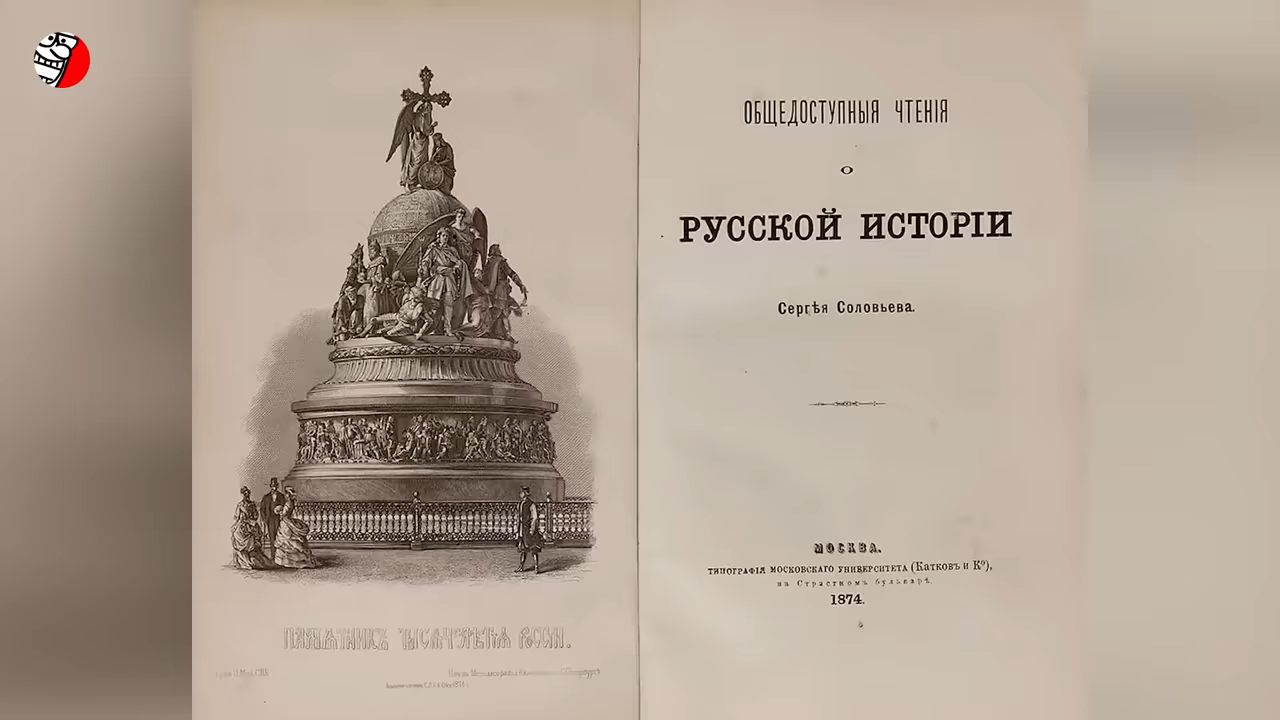 ПАМЯТНИКЪ ТЫСЯЧЕЛѢТІЯ РОССІИ.
ОБЩЕДОСТУПНЫЯ ЧТЕНІЯ
О
РУССКОЙ ИСТОРІИ
Сергѣя Соловьева.
МОСКВА.
ТИПОГРАФІЯ МОСКОВСКАГО УНИВЕРСИТЕТА (Катковъ и К°),
на Страстномъ бульварѣ.
1874.